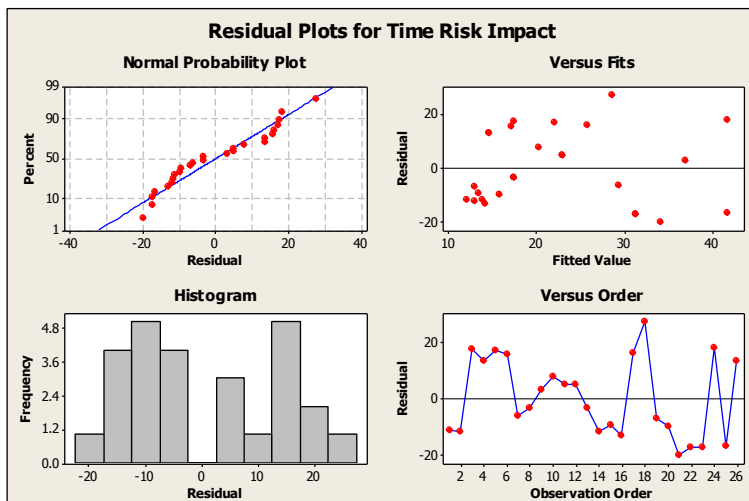 Residual Plots for Time Risk Impact
Normal Probability Plot
99
90
50
10
1
Percent
-40 -20 0 20 40
Residual
Versus Fits
20
0
-20
Residual
10 20 30 40
Fitted Value
Histogram
4.8
3.6
2.4
1.2
0.0
Frequency
-20 -10 0 10 20
Residual
Versus Order
20
0
-20
Residual
2 4 6 8 10 12 14 16 18 20 22 24 26
Observation Order